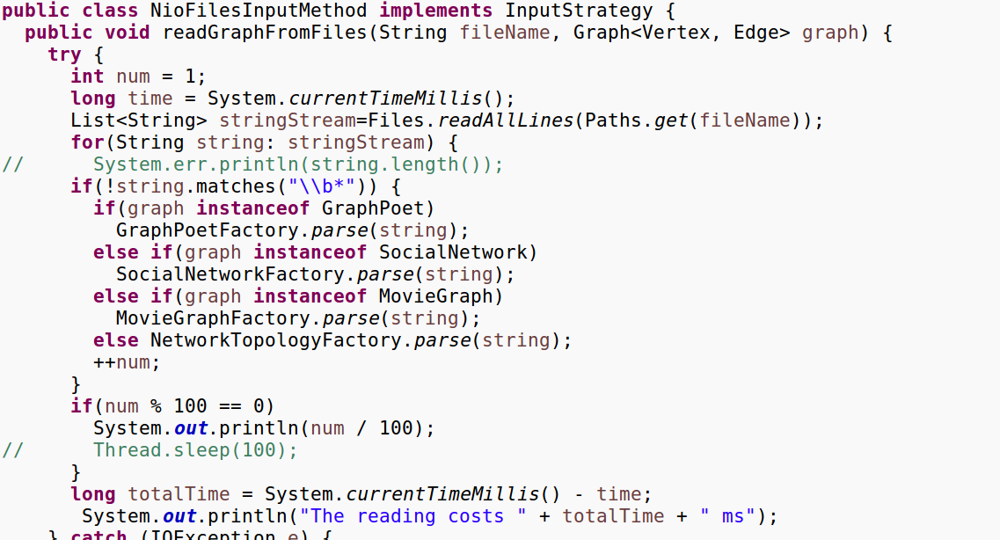 public class NioFilesInputMethod implements InputStrategy {
  public void readGraphFromFiles(String fileName, Graph<Vertex, Edge> graph) {
    try {
      int num = 1;
      long time = System.currentTimeMillis();
      List<String> stringStream=Files.readAllLines(Paths.get(fileName));
      for(String string: stringStream) {
//      System.err.println(string.length());
      if(!string.matches("\\b*")) {
        if(graph instanceof GraphPoet)
          GraphPoetFactory.parse(string);
        else if(graph instanceof SocialNetwork)
          SocialNetworkFactory.parse(string);
        else if(graph instanceof MovieGraph)
          MovieGraphFactory.parse(string);
        else NetworkTopologyFactory.parse(string);
        ++num;
      }
      if(num % 100 == 0)
        System.out.println(num / 100);
//      Thread.sleep(100);
      }
      long totalTime = System.currentTimeMillis() - time;
       System.out.println("The reading costs " + totalTime + " ms");
    } catch (IOException e) {